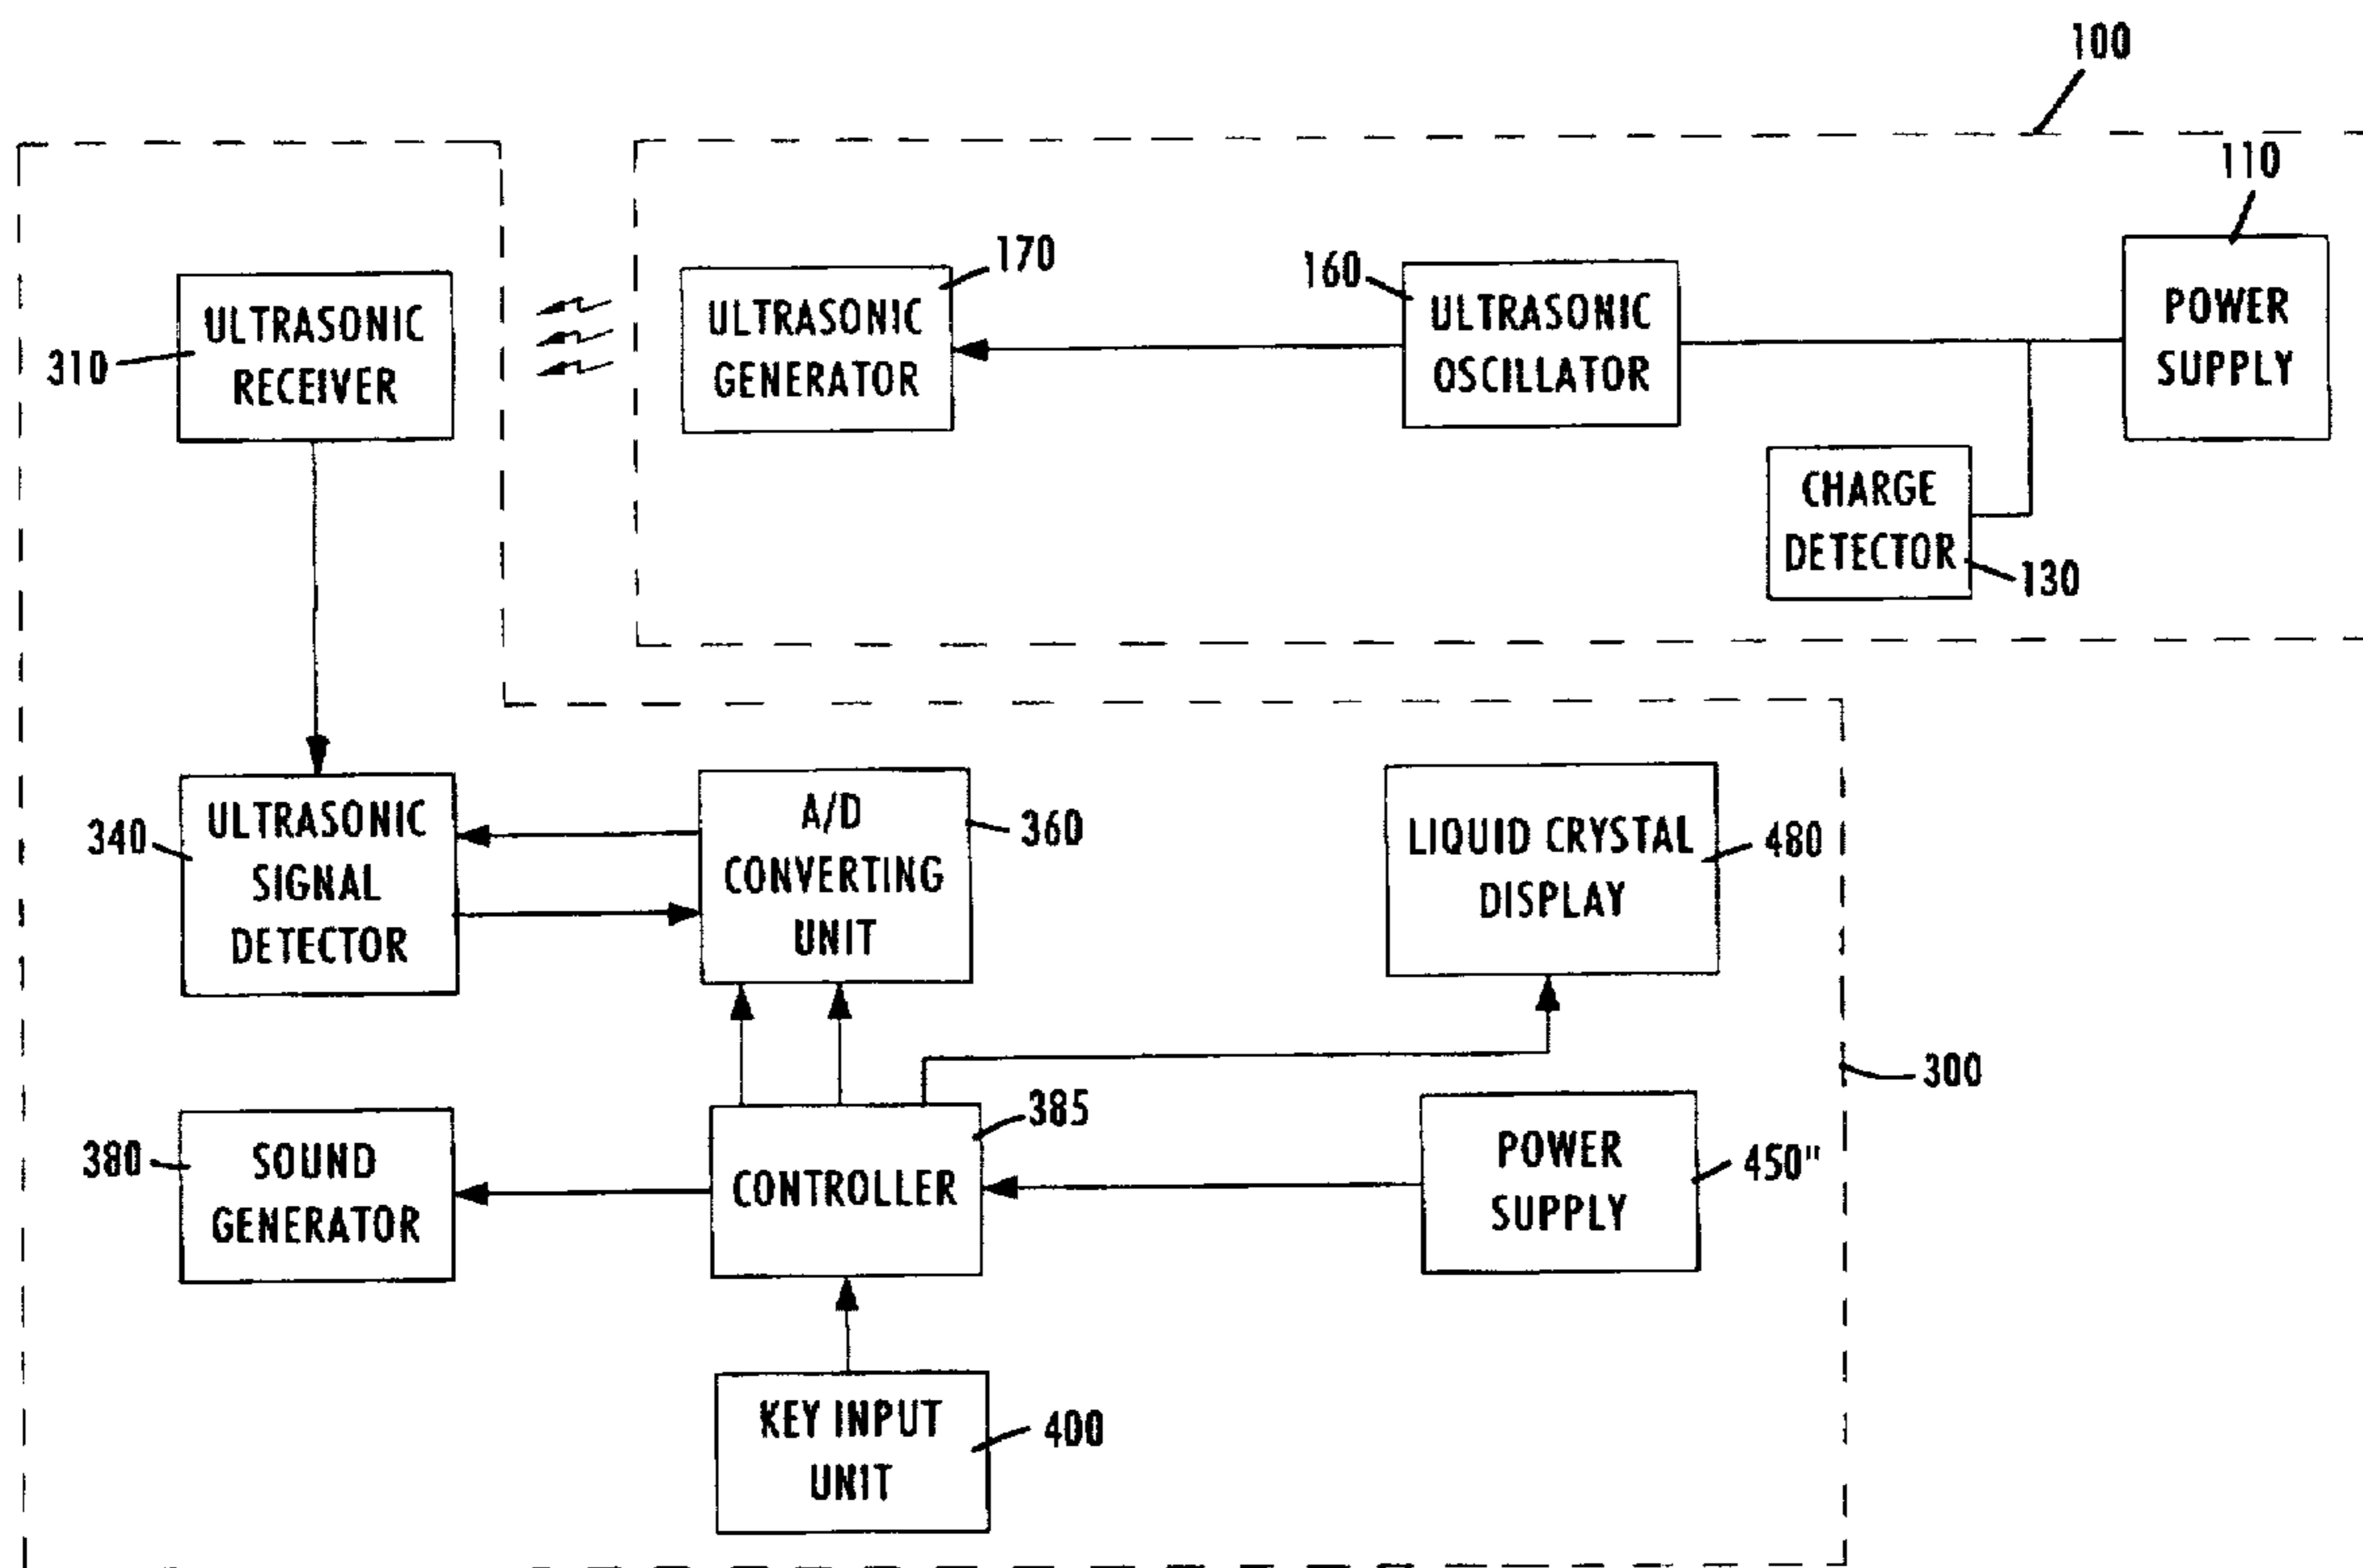 100
110
170
160
ULTRASONIC
RECEIVER
310
ULTRASONIC
GENERATOR
ULTRASONIC
OSCILLATOR
POWER
SUPPLY
CHARGE
DETECTOR
130
340
ULTRASONIC
SIGNAL
DETECTOR
A/D
CONVERTING
UNIT
360
LIQUID CRYSTAL
DISPLAY
480
300
380
SOUND
GENERATOR
385
CONTROLLER
POWER
SUPPLY
450"
KEY INPUT
UNIT
400